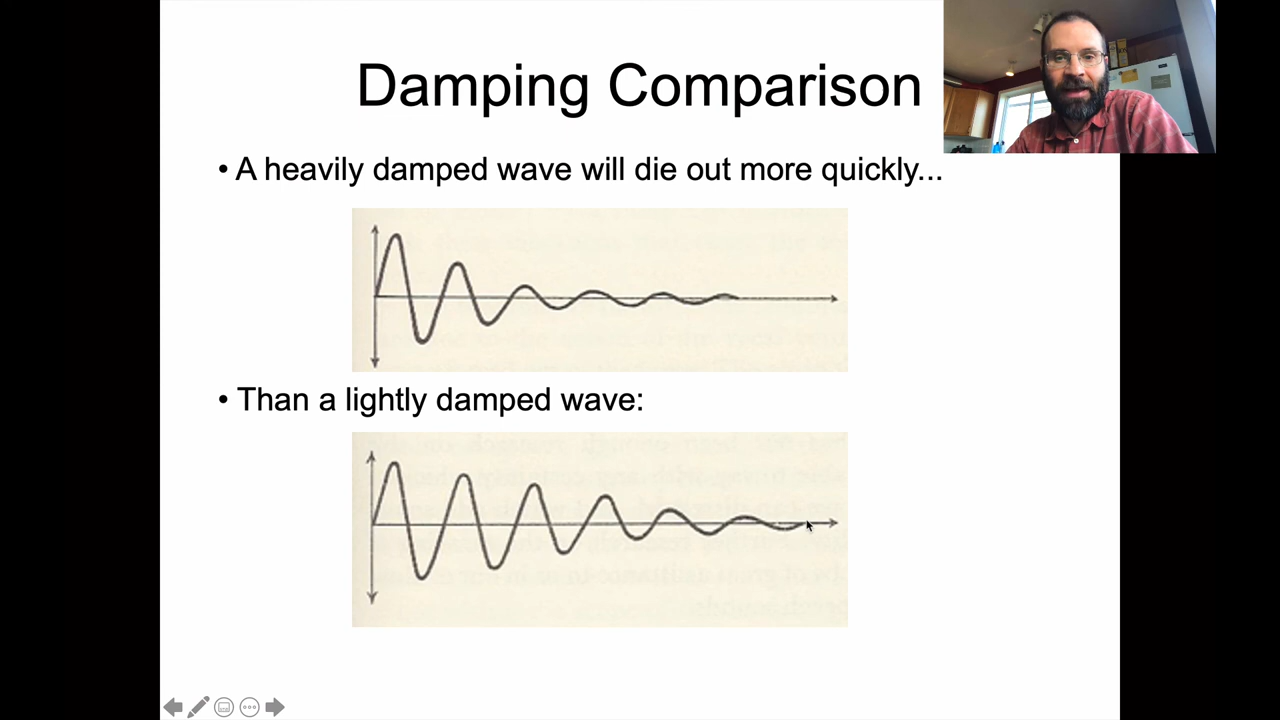 Damping Comparison
• A heavily damped wave will die out more quickly...
• Than a lightly damped wave: